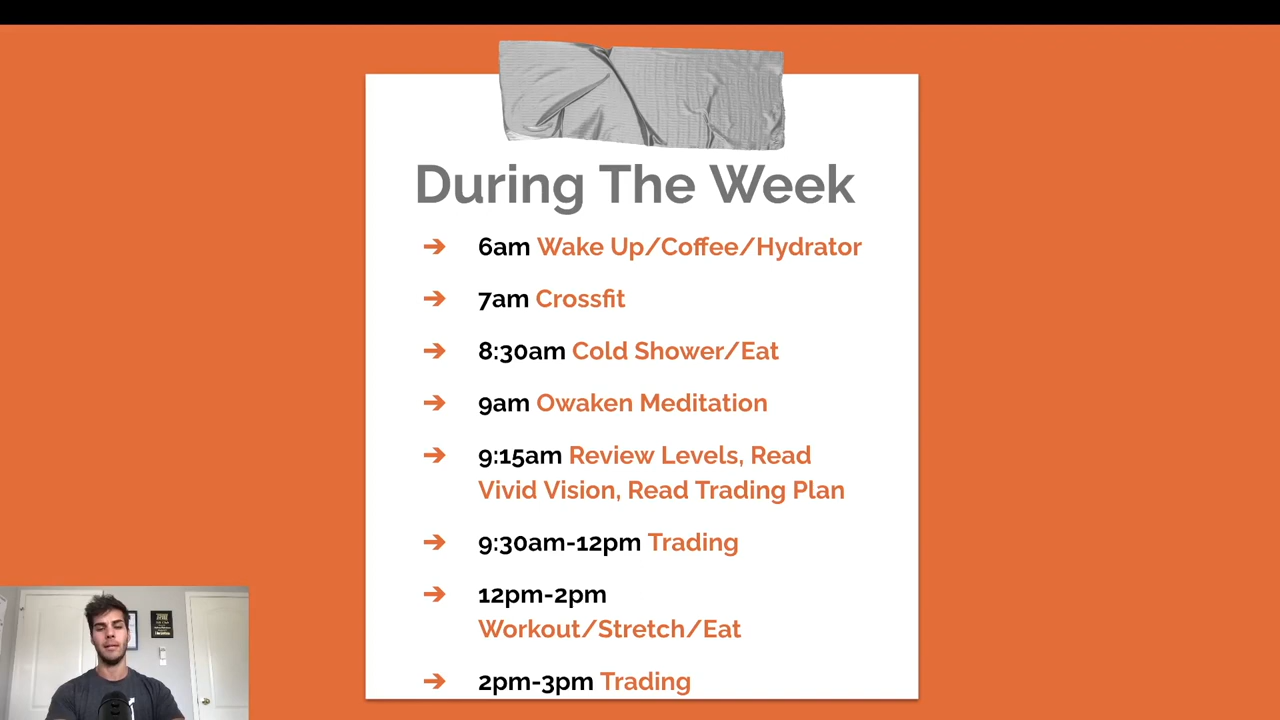 During The Week
➔ 6am Wake Up/Coffee/Hydrator
➔ 7am Crossfit
➔ 8:30am Cold Shower/Eat
➔ 9am Owaken Meditation
➔ 9:15am Review Levels, Read
Vivid Vision, Read Trading Plan
➔ 9:30am-12pm Trading
➔ 12pm-2pm
Workout/Stretch/Eat
➔ 2pm-3pm Trading